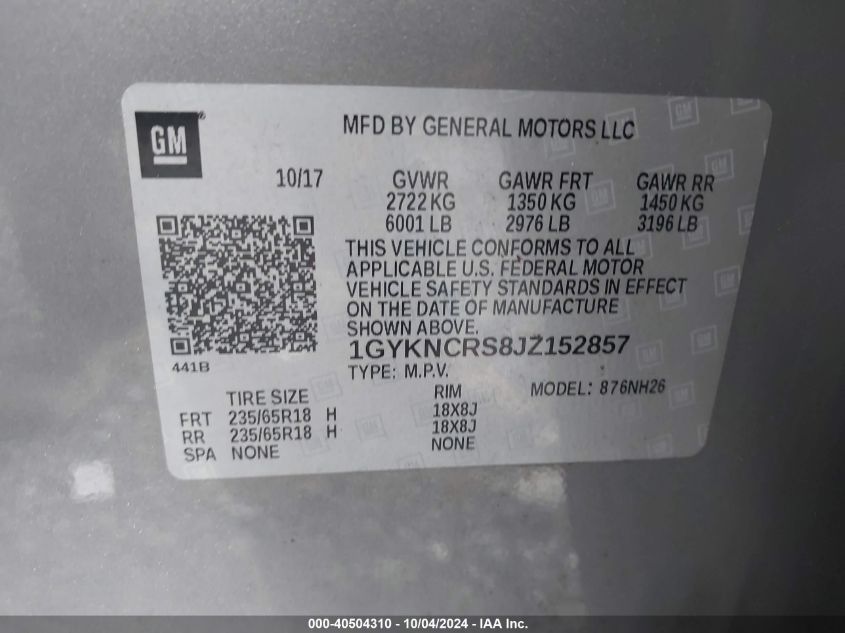 GM
MFD BY GENERAL MOTORS LLC
10/17 GVWR GAWR FRT GAWR RR
2722 KG 1350 KG 1450 KG
6001 LB 2976 LB 3196 LB
THIS VEHICLE CONFORMS TO ALL
APPLICABLE U.S. FEDERAL MOTOR
VEHICLE SAFETY STANDARDS IN EFFECT
ON THE DATE OF MANUFACTURE
SHOWN ABOVE.
1GYKNCRS8JZ152857
441B
TYPE: M.P.V. MODEL: 876NH26
TIRE SIZE RIM
FRT 235/65R18 H 18X8J
RR 235/65R18 H 18X8J
SPA NONE NONE
000-40504310 - 10/04/2024 - IAA Inc.